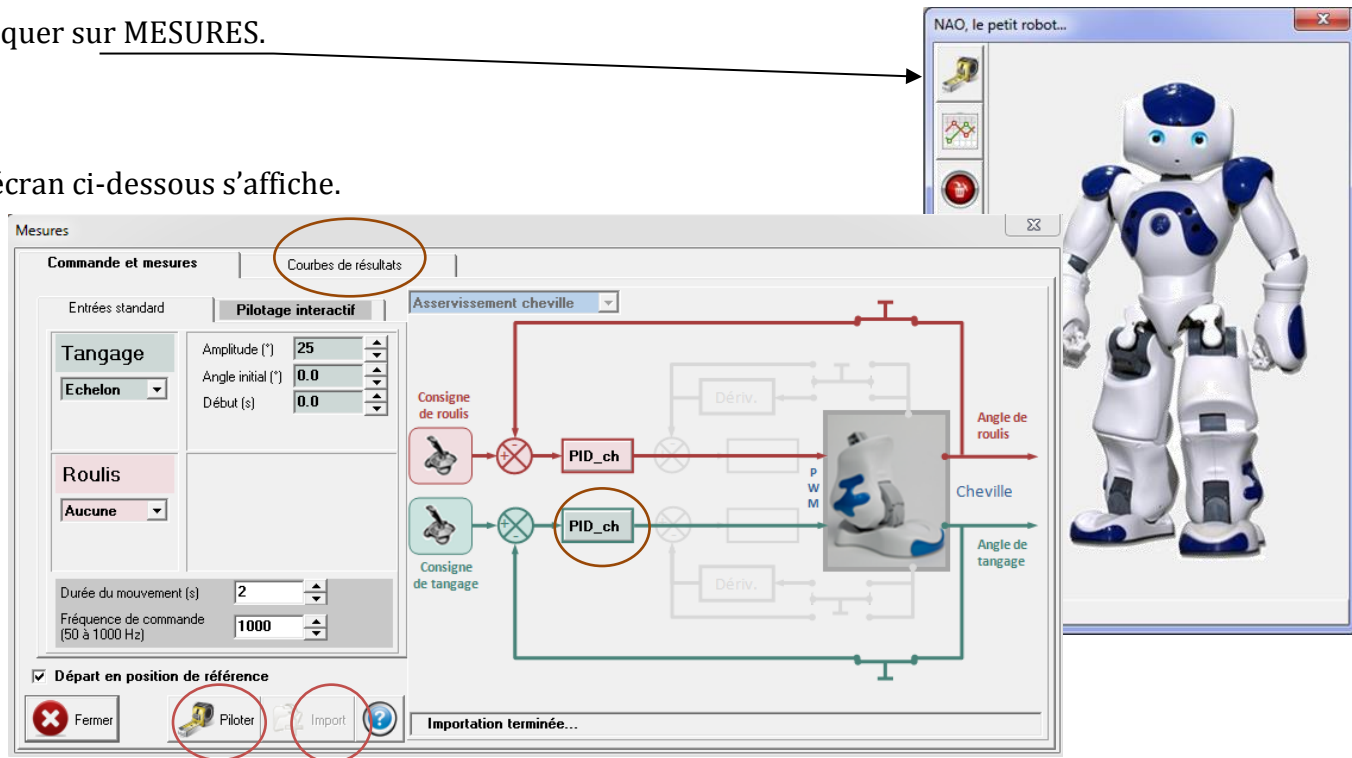 quer sur MESURES.
écran ci-dessous s’affiche.
NAO, le petit robot...
Mesures
Commande et mesures
Courbes de résultats
Entrées standard
Pilotage interactif
Tangage
Echelon
Amplitude (°) 25
Angle initial (°) 0.0
Début (s) 0.0
Roulis
Aucune
Durée du mouvement (s) 2
Fréquence de commande
(50 à 1000 Hz) 1000
Départ en position de référence
Fermer
Piloter
Import
Asservissement cheville
Consigne
de roulis
+
-
PID_ch
Dériv.
Angle de
roulis
P
W
M
Cheville
+
-
PID_ch
Consigne
de tangage
Dériv.
Angle de
tangage
Importation terminée...